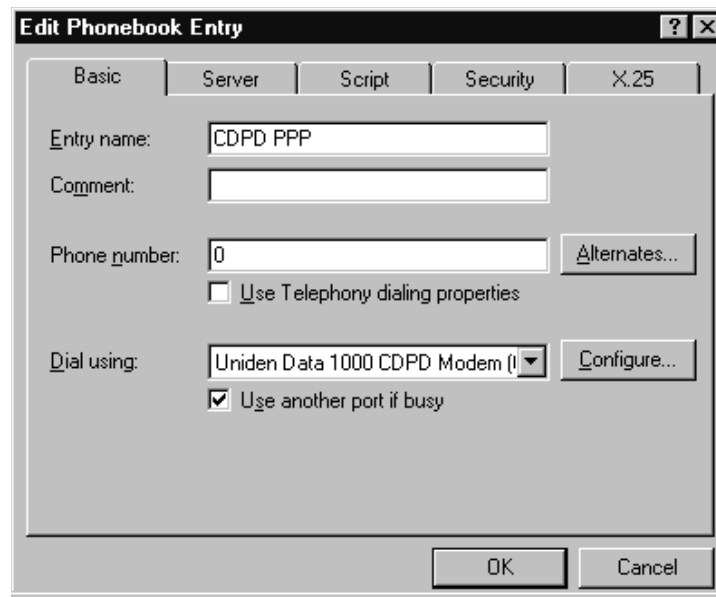 Edit Phonebook Entry
Basic Server Script Security X.25
Entry name: CDPD PPP
Comment:
Phone number: 0 Alternates...
Use Telephony dialing properties
Dial using: Uniden Data 1000 CDPD Modem ( Configure...
Use another port if busy
OK Cancel